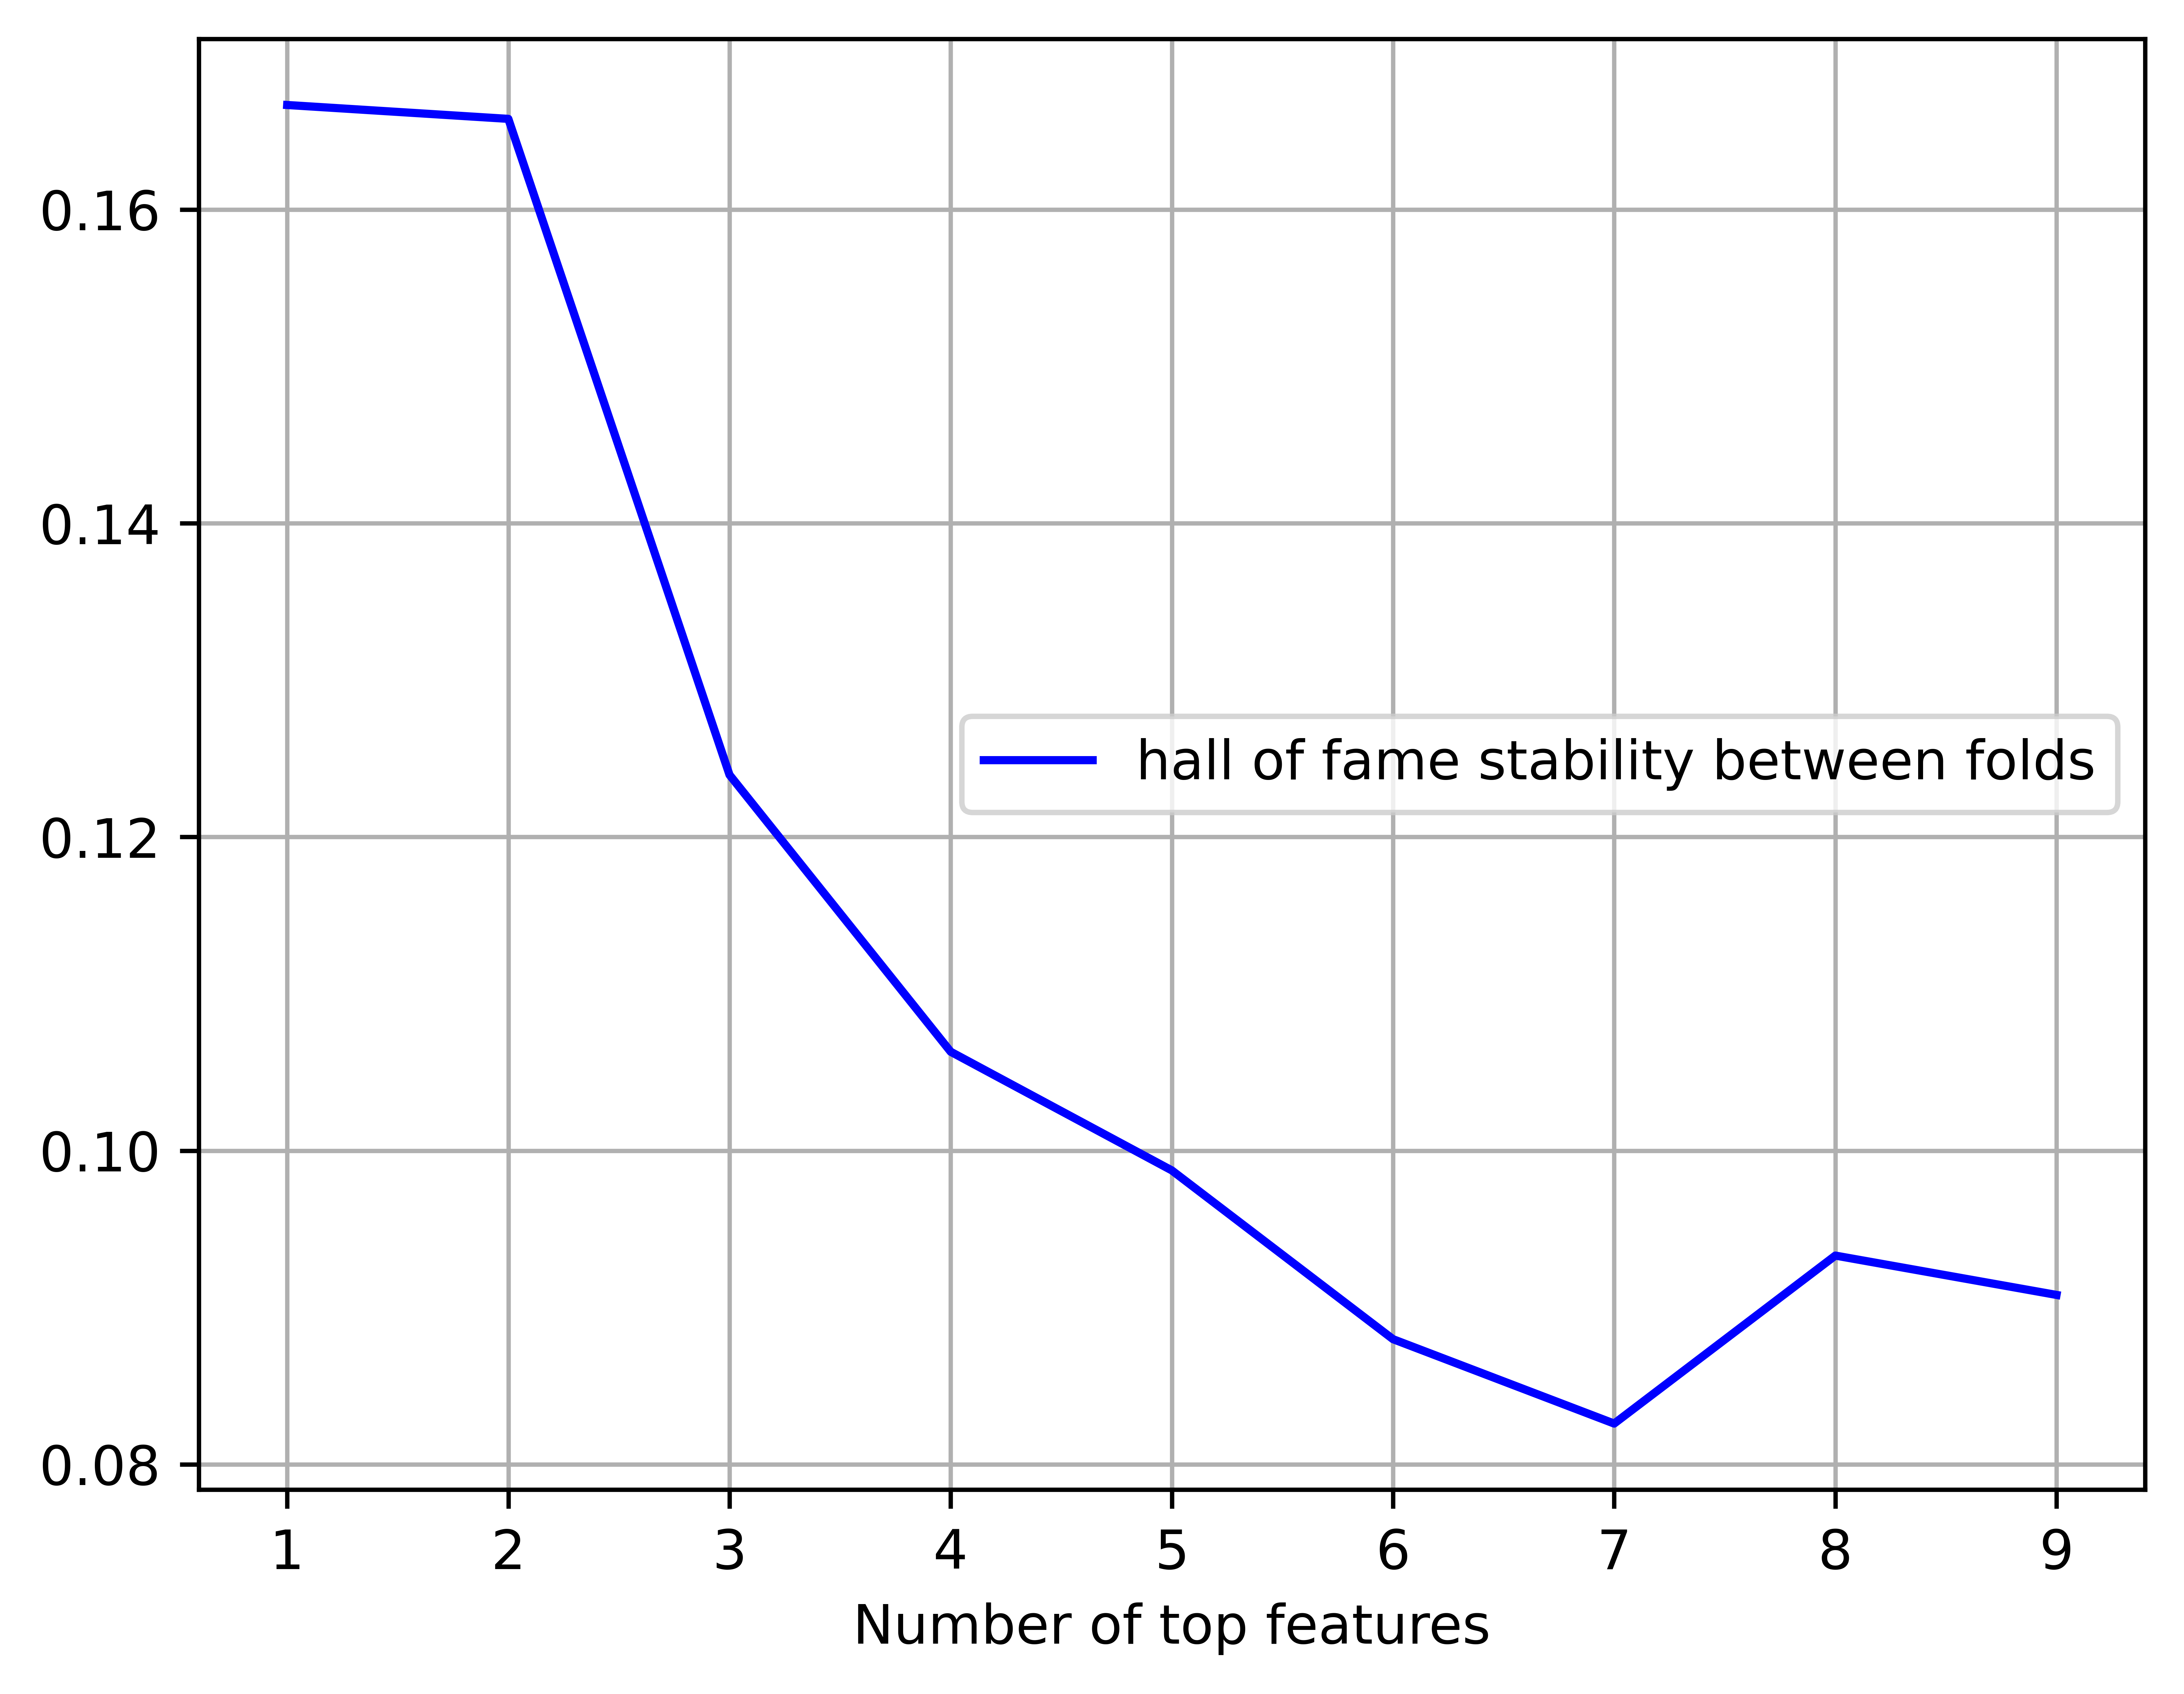 0.16
0.14
0.12
0.10
0.08
hall of fame stability between folds
1 2 3 4 5 6 7 8 9
Number of top features